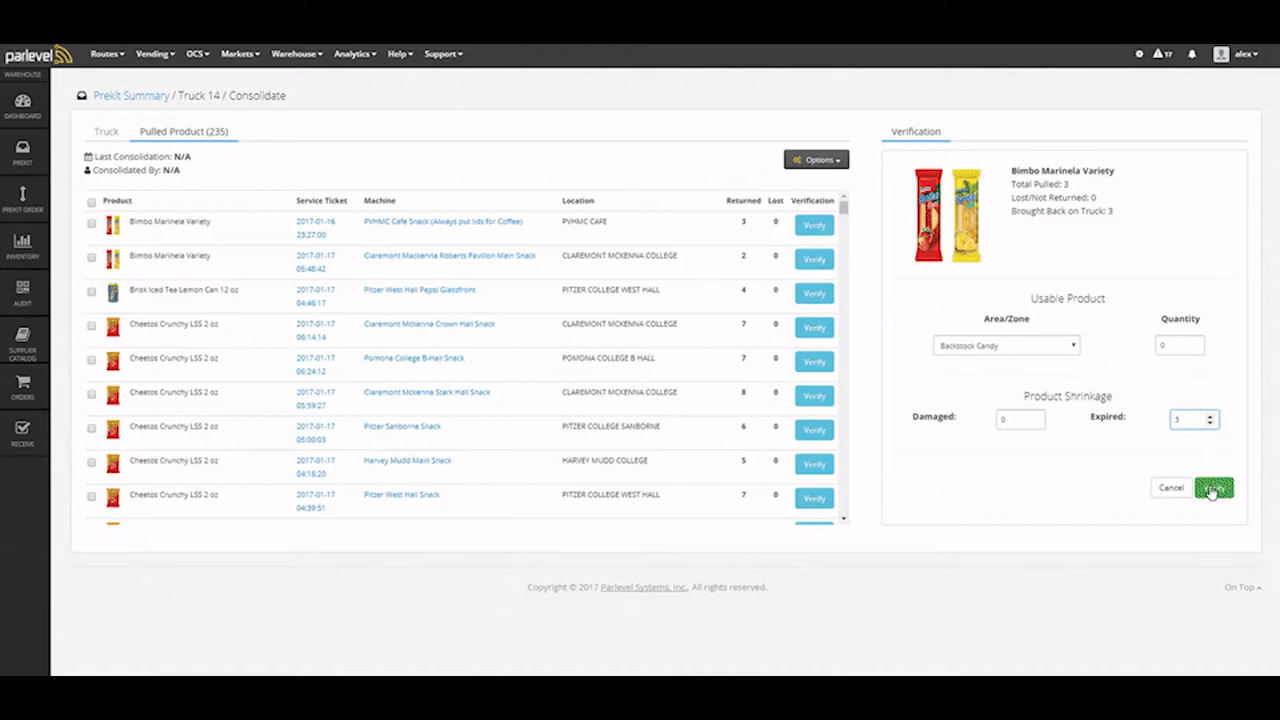 parlevel
Routes Vending OCS Markets Warehouse Analytics Help Support 17 alex
WAREHOUSE
DASHBOARD
PREKIT
PREKIT ORDER
INVENTORY
AUDIT
SUPPLIER
CATALOG
ORDERS
RECEIVE
Prekit Summary / Truck 14 / Consolidate
Truck Pulled Product (235)
Last Consolidation: N/A
Consolidated By: N/A
Options
Product Service Ticket Machine Location Returned Lost Verification
Bimbo Marinela Variety 2017-01-16 PVHMC Cafe Snack (Always put lids for Coffee) PVHMC CAFE 3 0 Verify
23:27:00
Bimbo Marinela Variety 2017-01-17 Claremont Mackenna Roberts Pavilion Main Snack CLAREMONT MCKENNA COLLEGE 2 0 Verify
05:46:42
Brisk Iced Tea Lemon Can 12 oz 2017-01-17 Pitzer West Hall Pepsi Glassfront PITZER COLLEGE WEST HALL 4 0 Verify
04:46:17
Cheetos Crunchy LSS 2 oz 2017-01-17 Claremont Mckenna Crown Hall Snack CLAREMONT MCKENNA COLLEGE 7 0 Verify
06:14:14
Cheetos Crunchy LSS 2 oz 2017-01-17 Pomona College B-Hall Snack POMONA COLLEGE B HALL 7 0 Verify
06:24:12
Cheetos Crunchy LSS 2 oz 2017-01-17 Claremont Mckenna Stark Hall Snack CLAREMONT MCKENNA COLLEGE 8 0 Verify
05:59:27
Cheetos Crunchy LSS 2 oz 2017-01-17 Pitzer Sanborne Snack PITZER COLLEGE SANBORNE 6 0 Verify
05:00:03
Cheetos Crunchy LSS 2 oz 2017-01-17 Harvey Mudd Main Snack HARVEY MUDD COLLEGE 5 0 Verify
04:16:20
Cheetos Crunchy LSS 2 oz 2017-01-17 Pitzer West Hall Snack PITZER COLLEGE WEST HALL 7 0 Verify
04:39:51
Verification
Bimbo Marinela Variety
Total Pulled: 3
Lost/Not Returned: 0
Brought Back on Truck: 3
Usable Product
Area/Zone Quantity
Backstock Candy 0
Product Shrinkage
Damaged: 0 Expired: 3
Cancel
Copyright © 2017 Parlevel Systems, Inc.. All rights reserved.
On Top